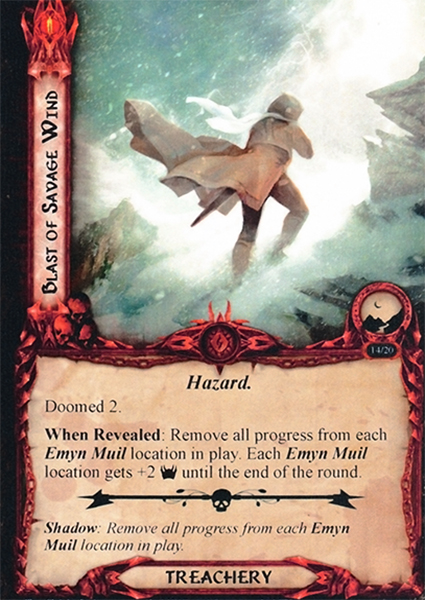 BLAST OF SAVAGE WIND
14/20
Hazard.
Doomed 2.
When Revealed: Remove all progress from each
Emyn Muil location in play. Each Emyn Muil
location gets +2 until the end of the round.
Shadow: Remove all progress from each Emyn
Muil location in play.
TREACHERY